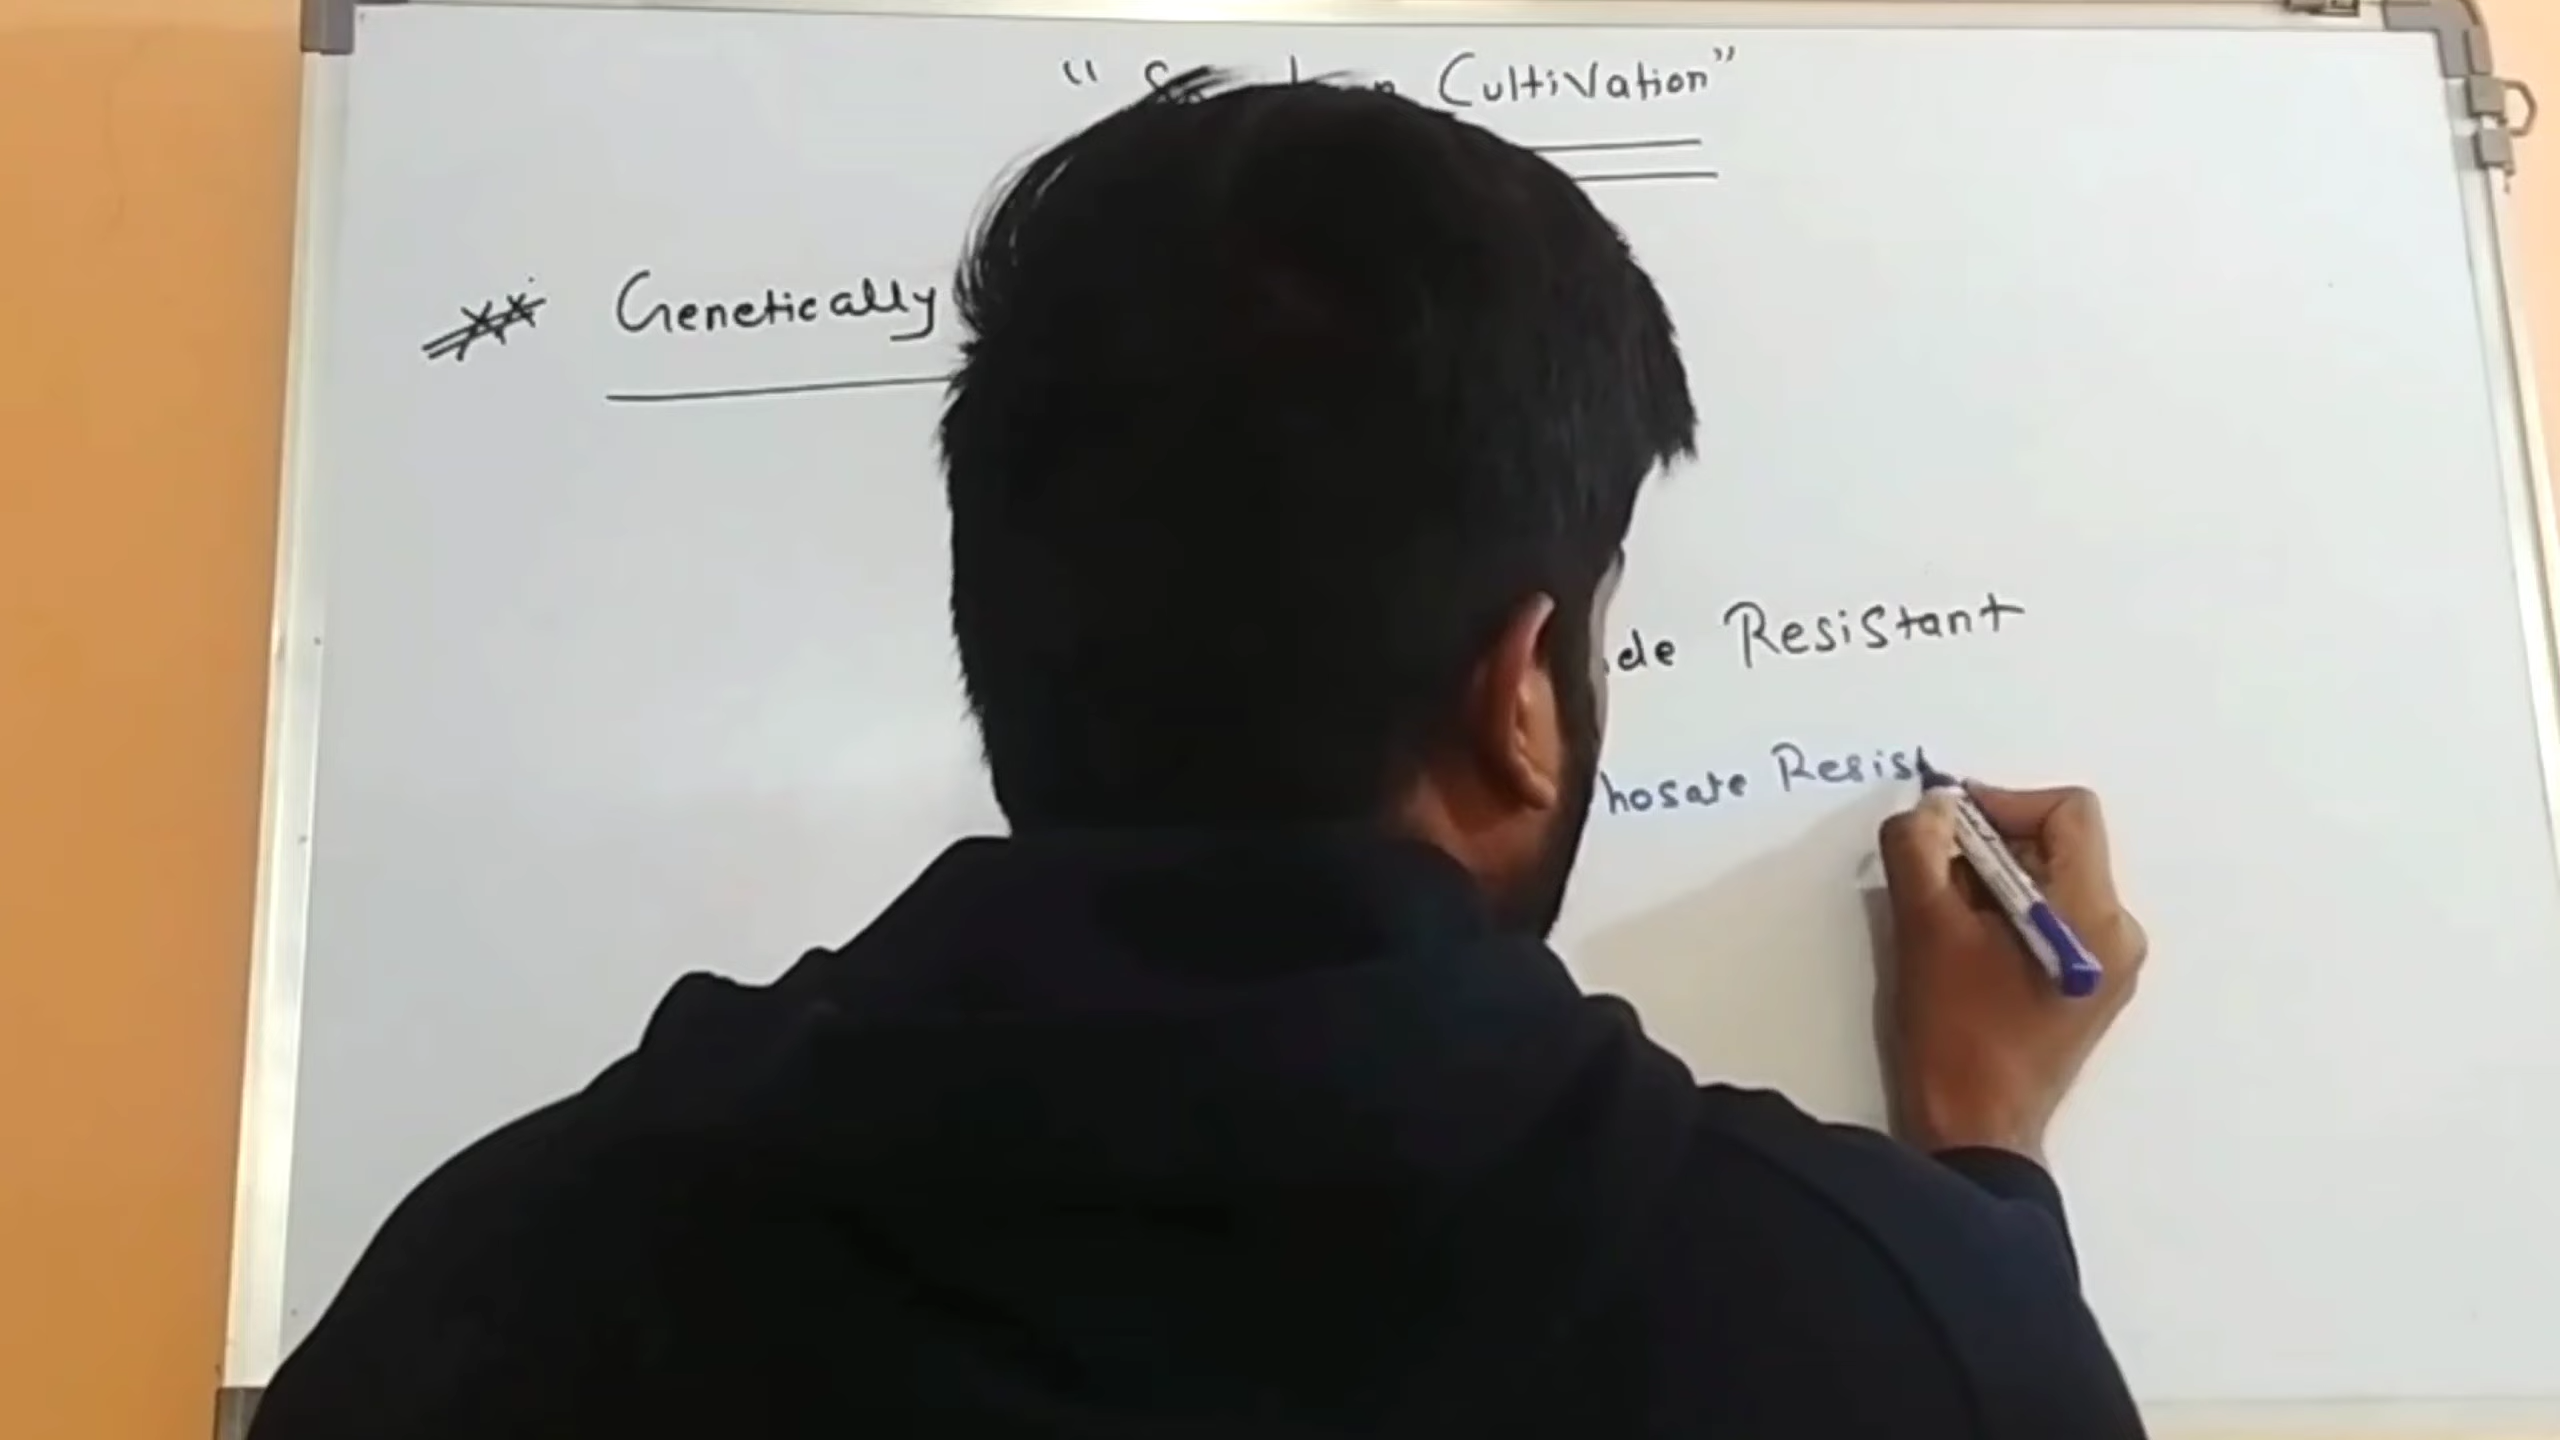 " Cultivation"
Genetically
de Resistant
hosate Resist